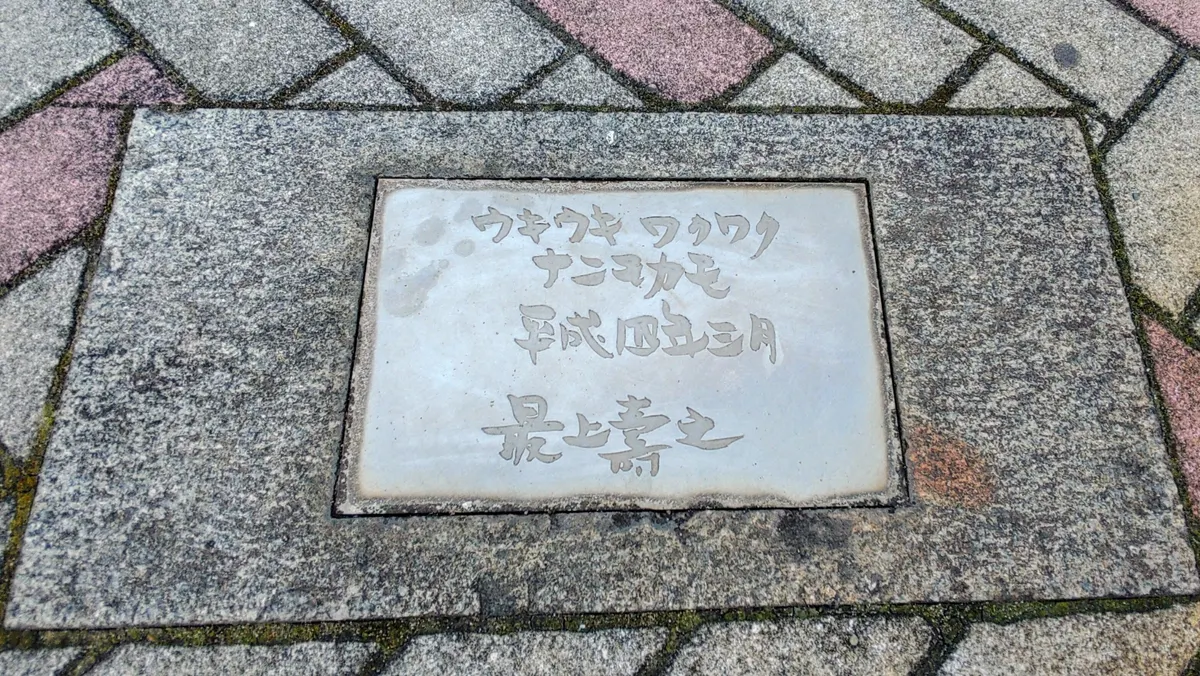 ウキウキ ワクワク
ナニヨカモ
平成四年三月
最上壽之